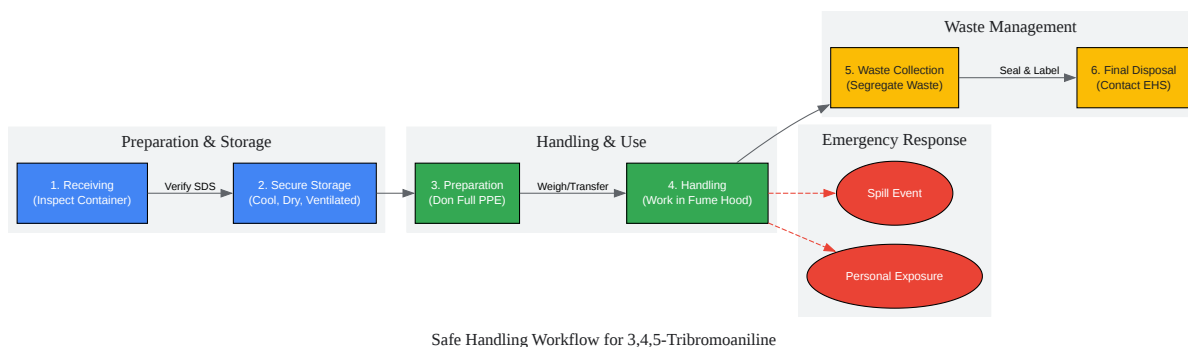 Preparation & Storage
1. Receiving
(Inspect Container)
Verify SDS
2. Secure Storage
(Cool, Dry, Ventilated)
Handling & Use
3. Preparation
(Don Full PPE)
Weigh/Transfer
4. Handling
(Work in Fume Hood)
Waste Management
5. Waste Collection
(Segregate Waste)
Seal & Label
6. Final Disposal
(Contact EHS)
Emergency Response
Spill Event
Personal Exposure
Safe Handling Workflow for 3,4,5-Tribromoaniline